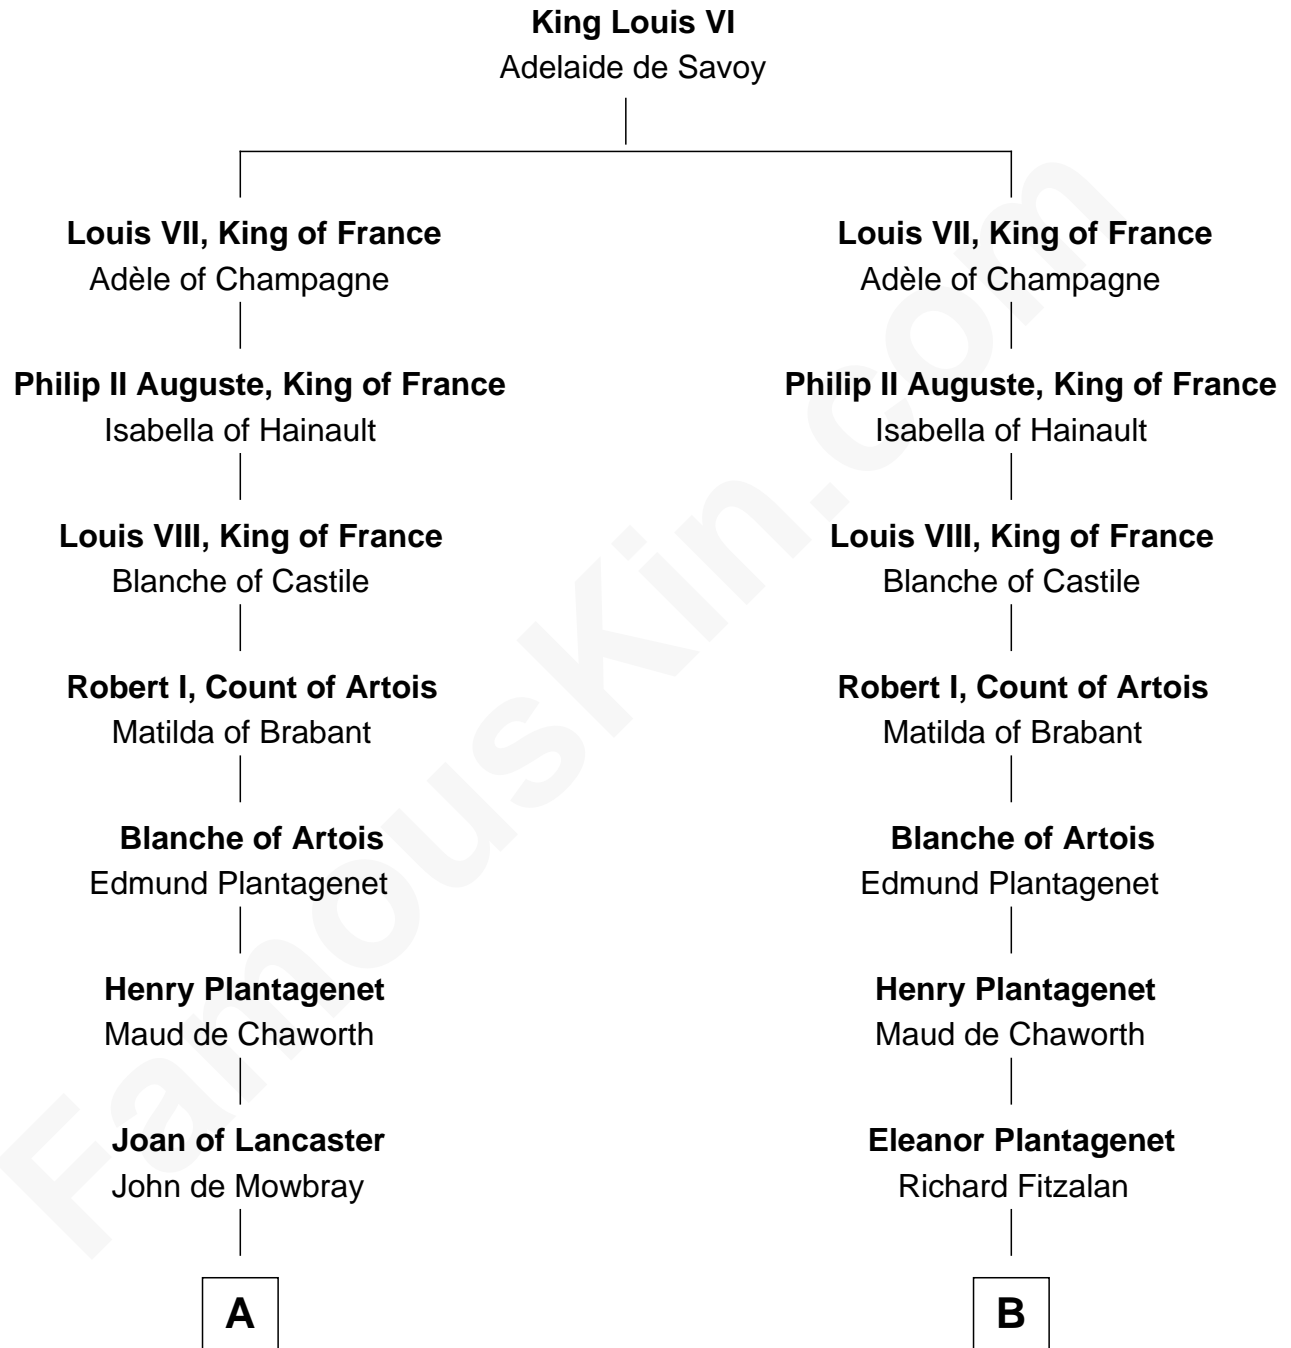 King Louis VI
Adelaide de Savoy
Louis VII, King of France
Adèle of Champagne
Louis VII, King of France
Adèle of Champagne
Philip II Auguste, King of France
Isabella of Hainault
Philip II Auguste, King of France
Isabella of Hainault
Louis VIII, King of France
Blanche of Castile
Louis VIII, King of France
Blanche of Castile
Robert I, Count of Artois
Matilda of Brabant
Robert I, Count of Artois
Matilda of Brabant
Blanche of Artois
Edmund Plantagenet
Blanche of Artois
Edmund Plantagenet
Henry Plantagenet
Maud de Chaworth
Henry Plantagenet
Maud de Chaworth
Joan of Lancaster
John de Mowbray
Eleanor Plantagenet
Richard Fitzalan
A
B
FamousKin.com